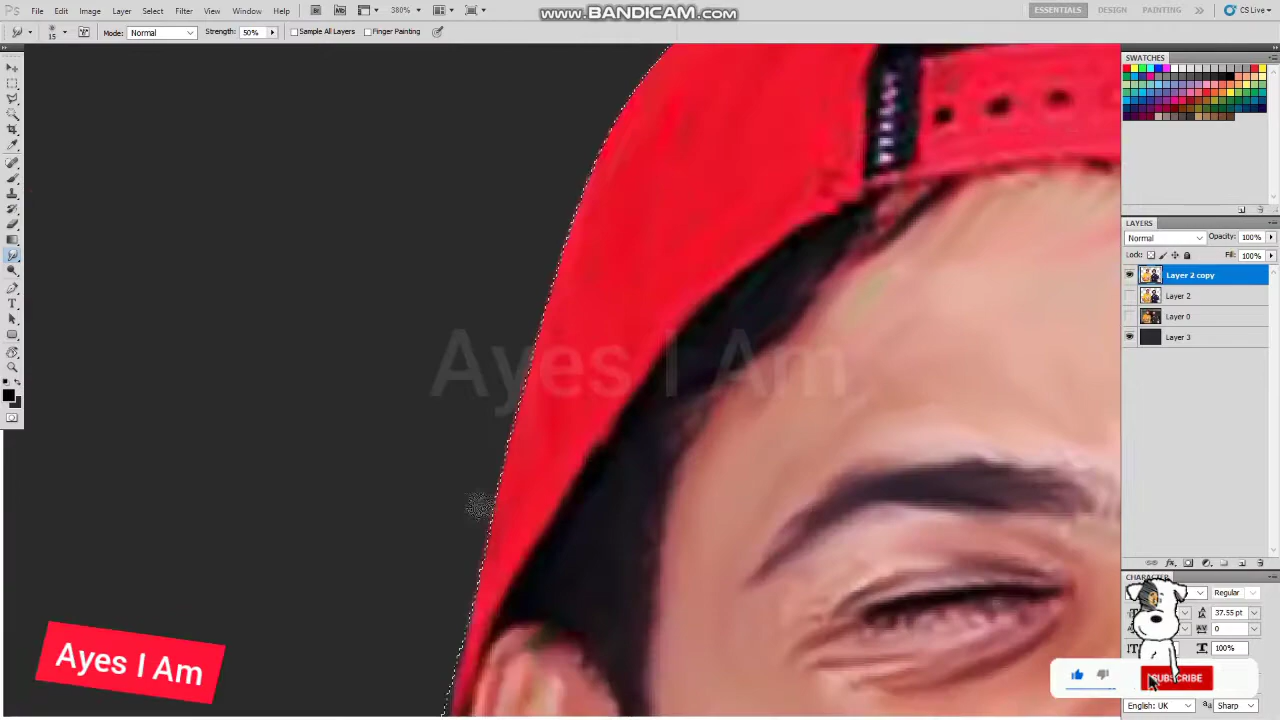 www.BANDICAM.com
File Edit Image Layer Select Filter View Window Help
380%
ESSENTIALS DESIGN PAINTING CS Live
15 Mode: Normal Strength: 50% Sample All Layers Finger Painting
SWATCHES
LAYERS
Normal Opacity: 100%
Lock: Fill: 100%
Layer 2 copy
Layer 2
Layer 0
Layer 3
Ayes I Am
CHARACTER
Regular
37.55 pt
0
100%
Ayes I Am
SUBSCRIBE
English: UK Sharp